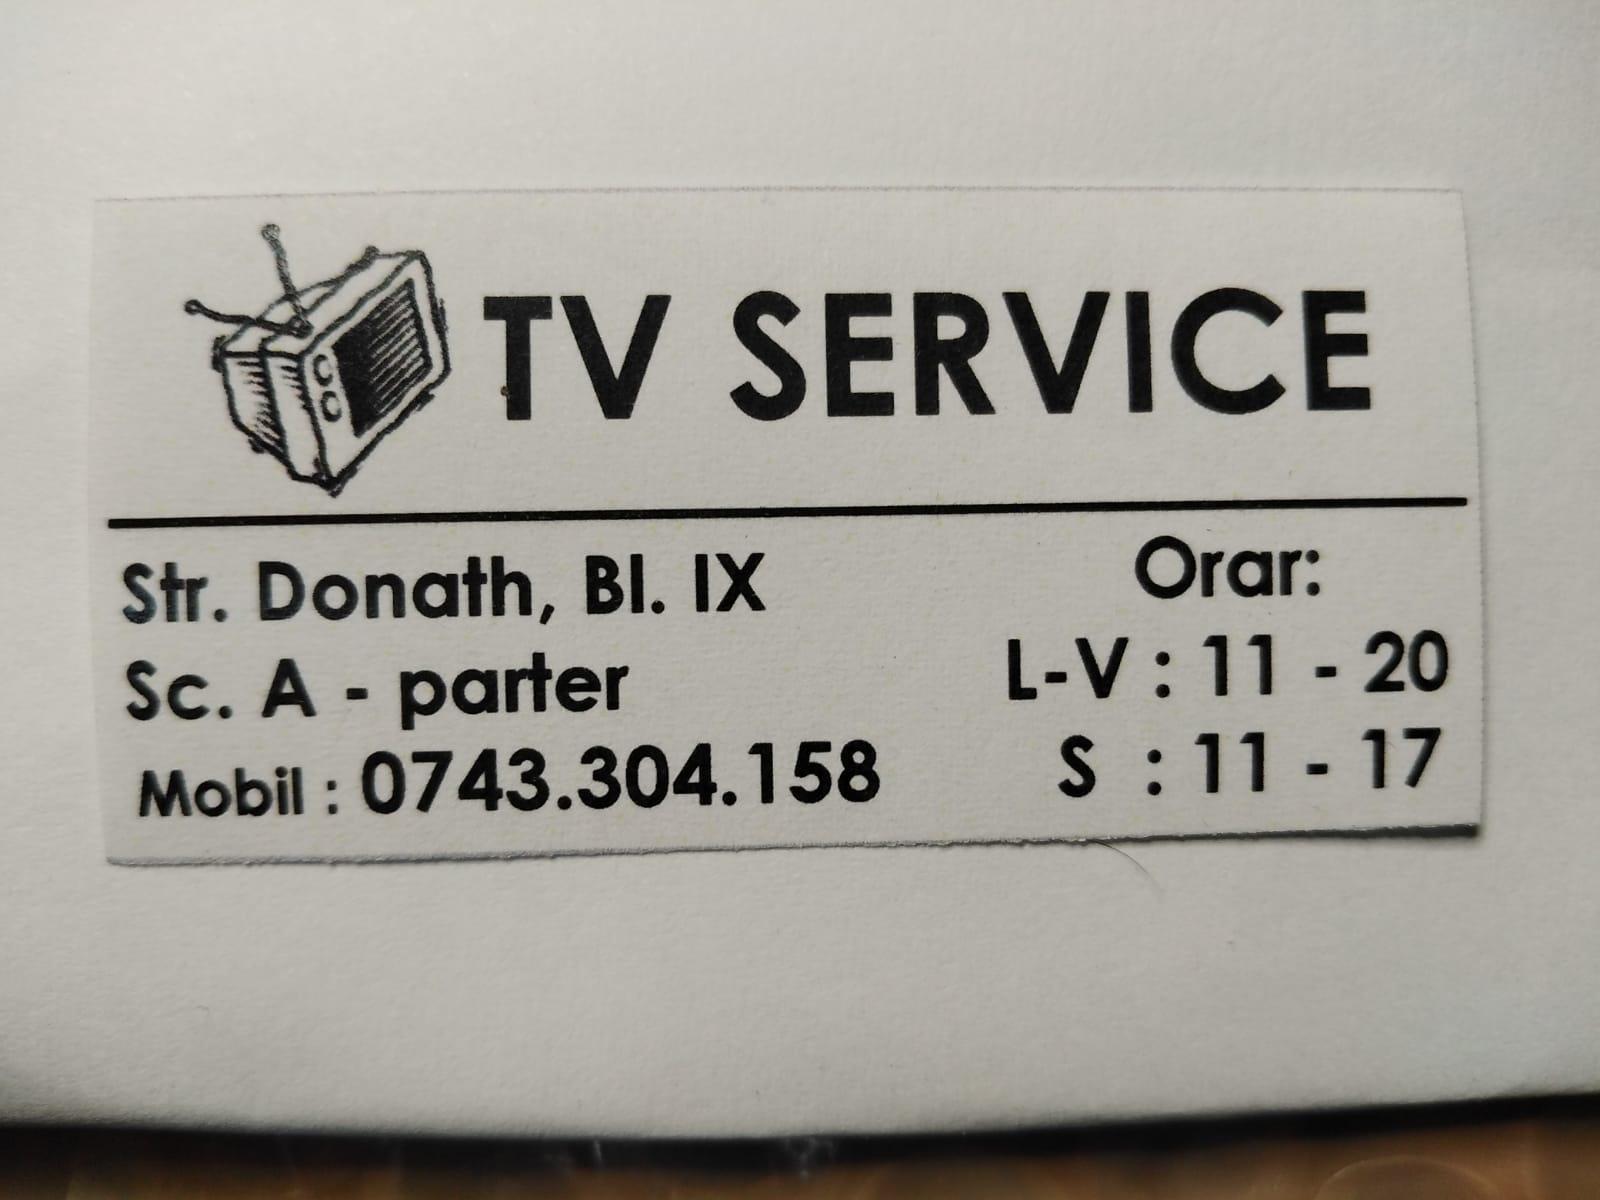 TV SERVICE
Str. Donath, Bl. IX
Sc. A - parter
Mobil : 0743.304.158
Orar:
L-V : 11 - 20
S : 11 - 17